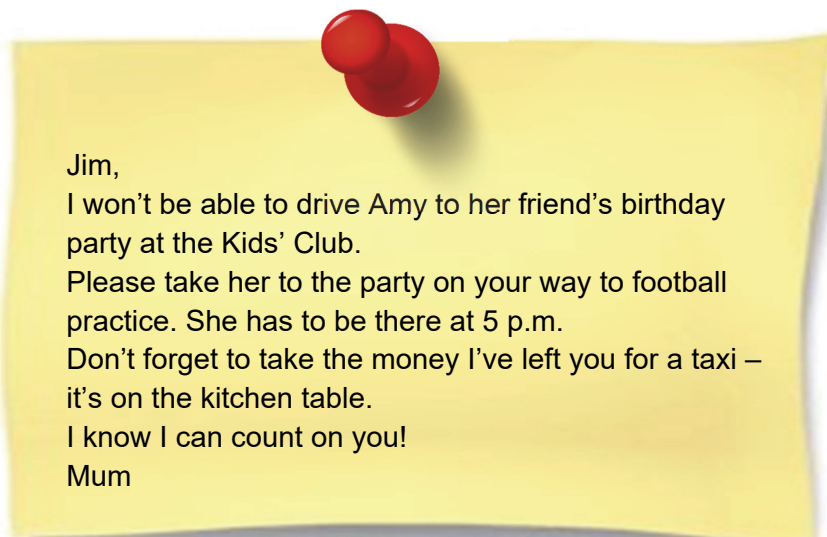 Jim,
I won’t be able to drive Amy to her friend’s birthday
party at the Kids’ Club.
Please take her to the party on your way to football
practice. She has to be there at 5 p.m.
Don’t forget to take the money I’ve left you for a taxi –
it’s on the kitchen table.
I know I can count on you!
Mum